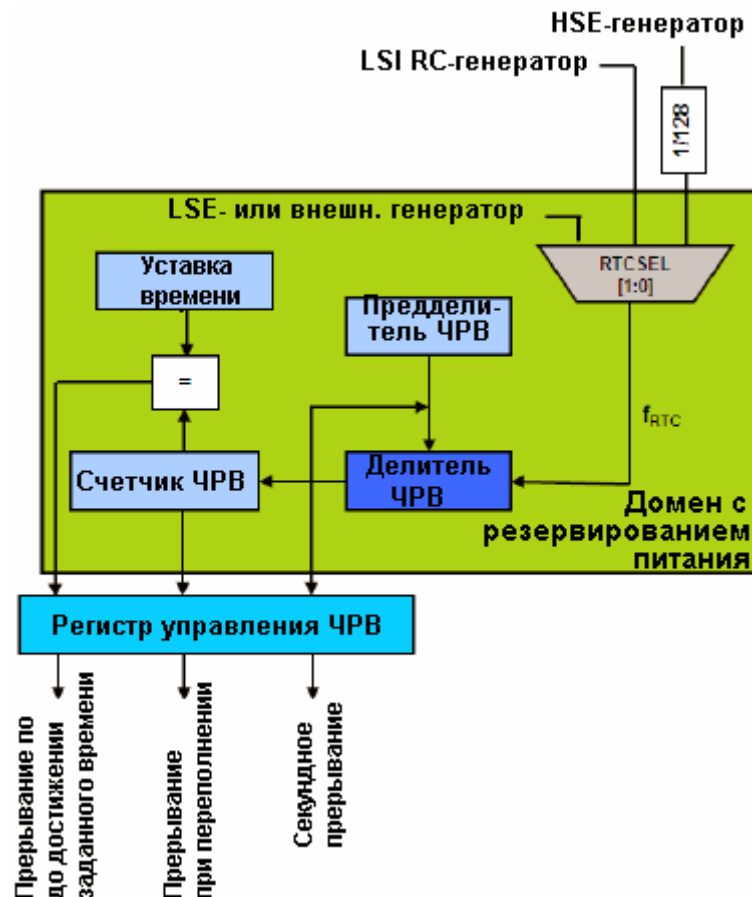 HSE-генератор
LSI RC-генератор
1/128
LSE- или внешн. генератор
RTCSEL
[1:0]
Уставка
времени
Преддели-
тель ЧРВ
=
fRTC
Счетчик ЧРВ
Делитель
ЧРВ
Домен с
резервированием
питания
Регистр управления ЧРВ
Прерывание по
до достижении
заданного времени
Прерывание
при переполнении
Секундное
прерывание